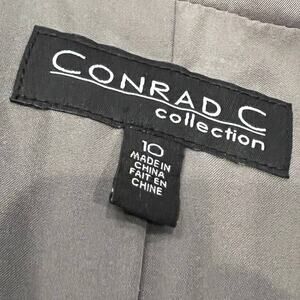 CONRAD C
collection
10
MADE IN
CHINA
FAIT EN
CHINE